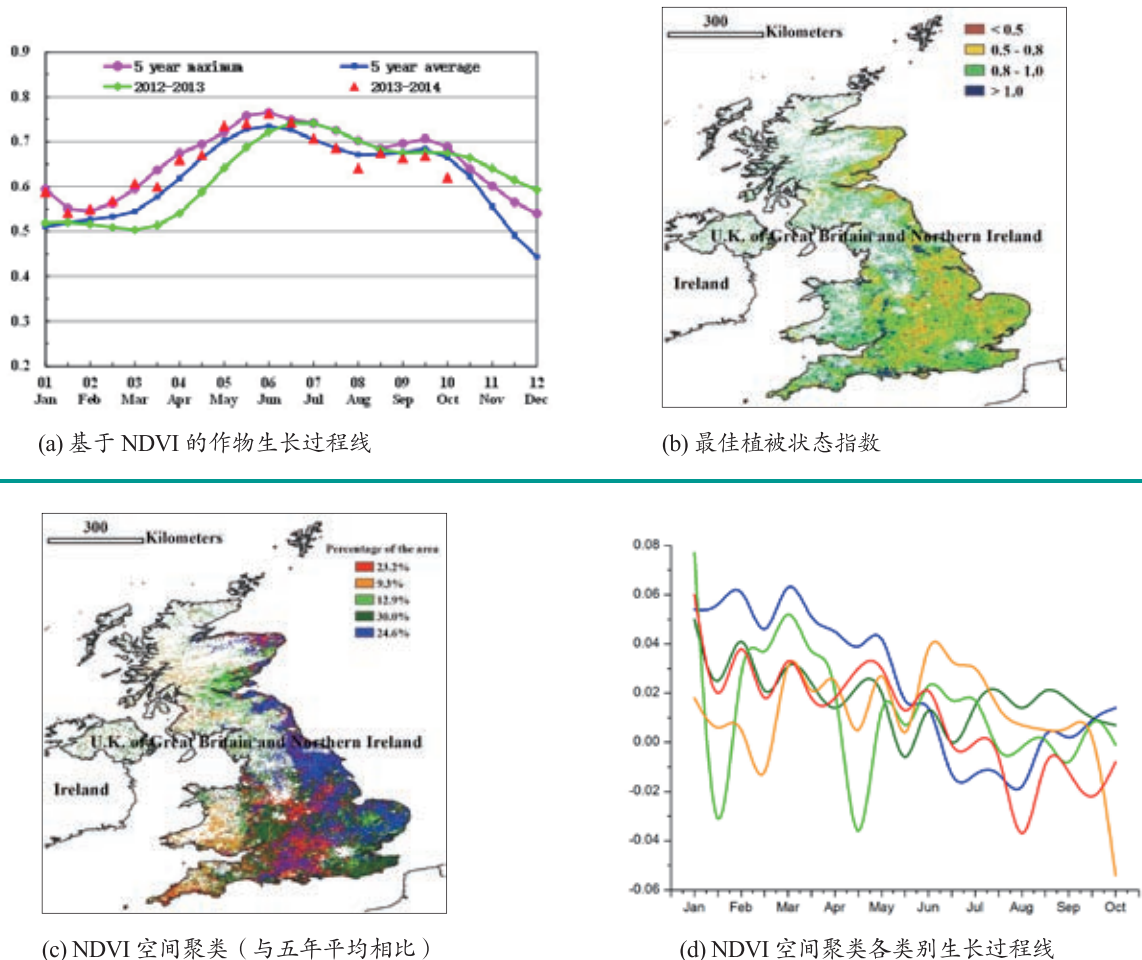 0.9
0.8
0.7
0.6
0.5
0.4
0.3
0.2
5 year maximum
5 year average
2012-2013
2013-2014
01 02 03 04 05 06 07 08 09 10 11 12
Jan Feb Mar Apr May Jun Jul Aug Sep Oct Nov Dec
(a) 基于 NDVI 的作物生长过程线
300
Kilometers
< 0.5
0.5 - 0.8
0.8 - 1.0
> 1.0
U.K. of Great Britain and Northern Ireland
Ireland
(b) 最佳植被状态指数
300
Kilometers
Percentage of the area
23.2%
9.3%
12.9%
30.0%
24.6%
U.K. of Great Britain and Northern Ireland
Ireland
(c) NDVI 空间聚类（与五年平均相比）
0.08
0.06
0.04
0.02
0.00
-0.02
-0.04
-0.06
Jan Feb Mar Apr May Jun Jul Aug Sep Oct
(d) NDVI 空间聚类各类别生长过程线